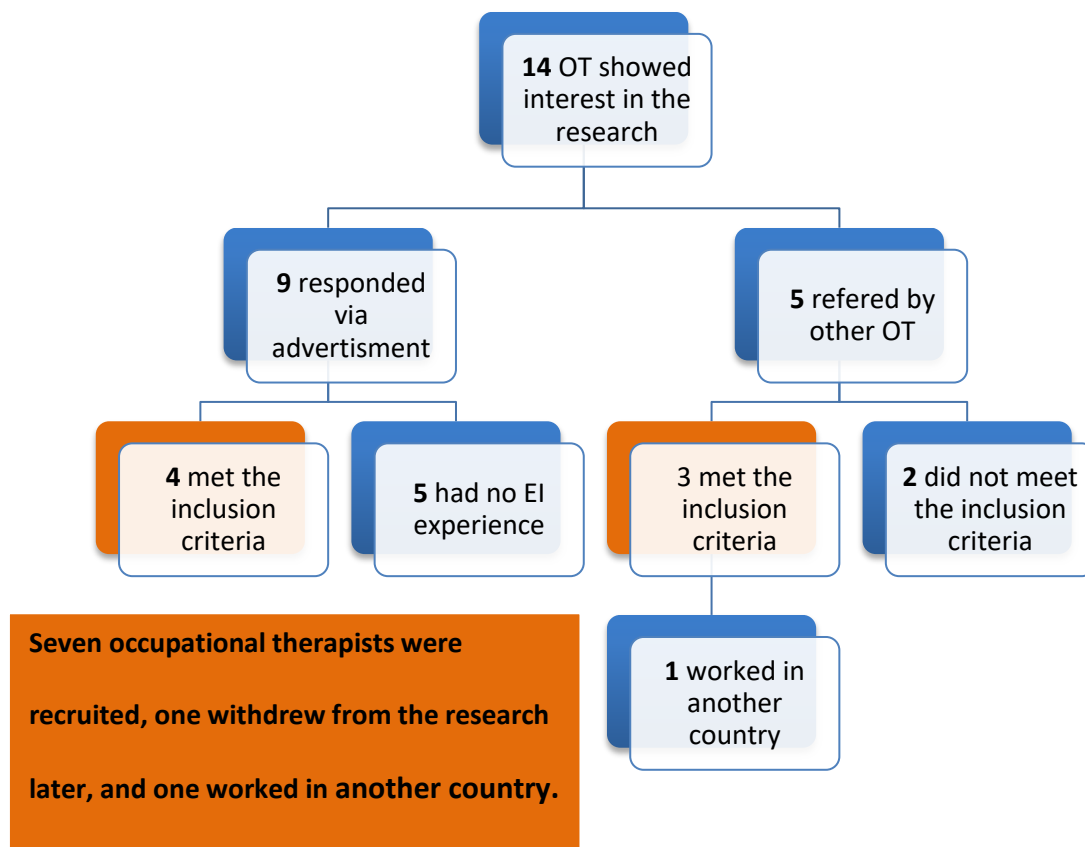 14 OT showed
interest in the
research
9 responded
via
advertisment
5 refered by
other OT
4 met the
inclusion
criteria
5 had no EI
experience
3 met the
inclusion
criteria
2 did not meet
the inclusion
criteria
1 worked in
another
country
Seven occupational therapists were
recruited, one withdrew from the research
later, and one worked in another country.